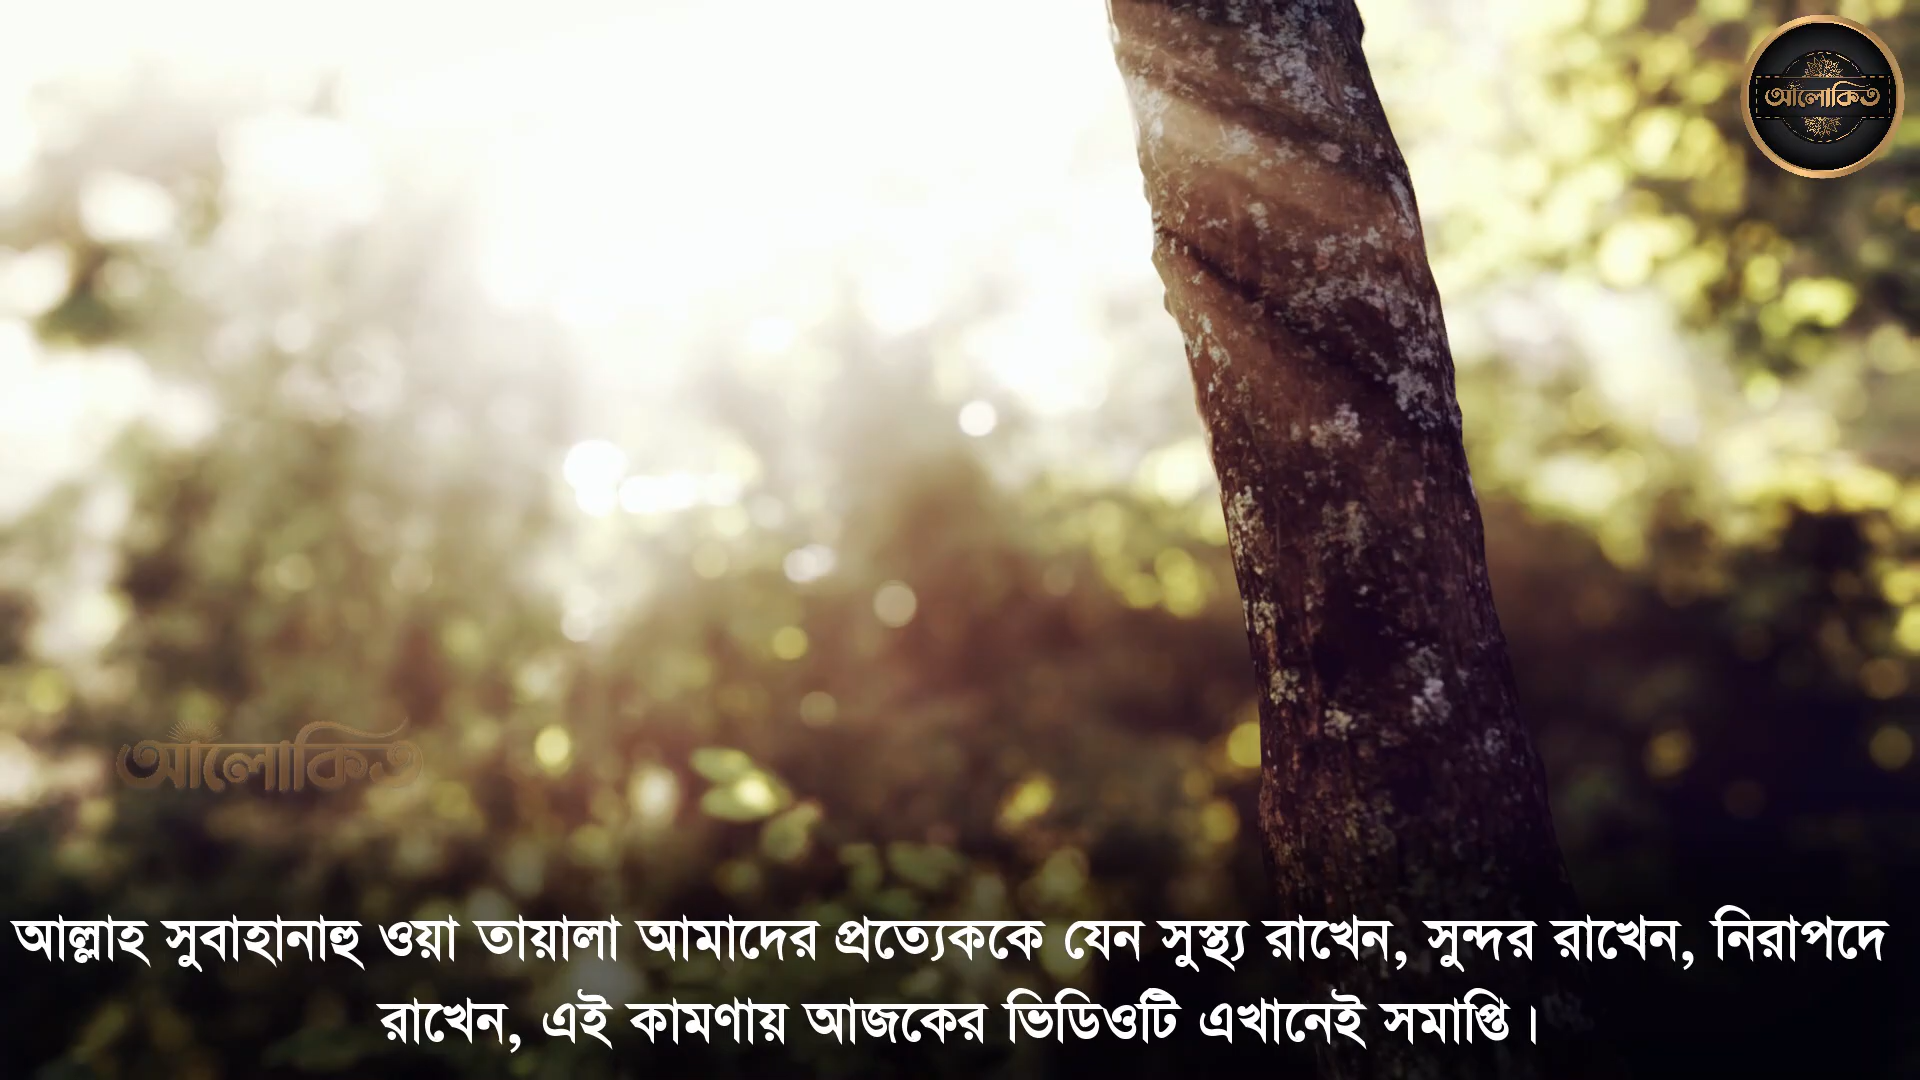 আলোকিত
আলোকিত
আল্লাহ সুবাহানাহু ওয়া তায়ালা আমাদের প্রত্যেককে যেন সুস্থ্য রাখেন, সুন্দর রাখেন, নিরাপদে
রাখেন, এই কামণায় আজকের ভিডিওটি এখানেই সমাপ্তি।